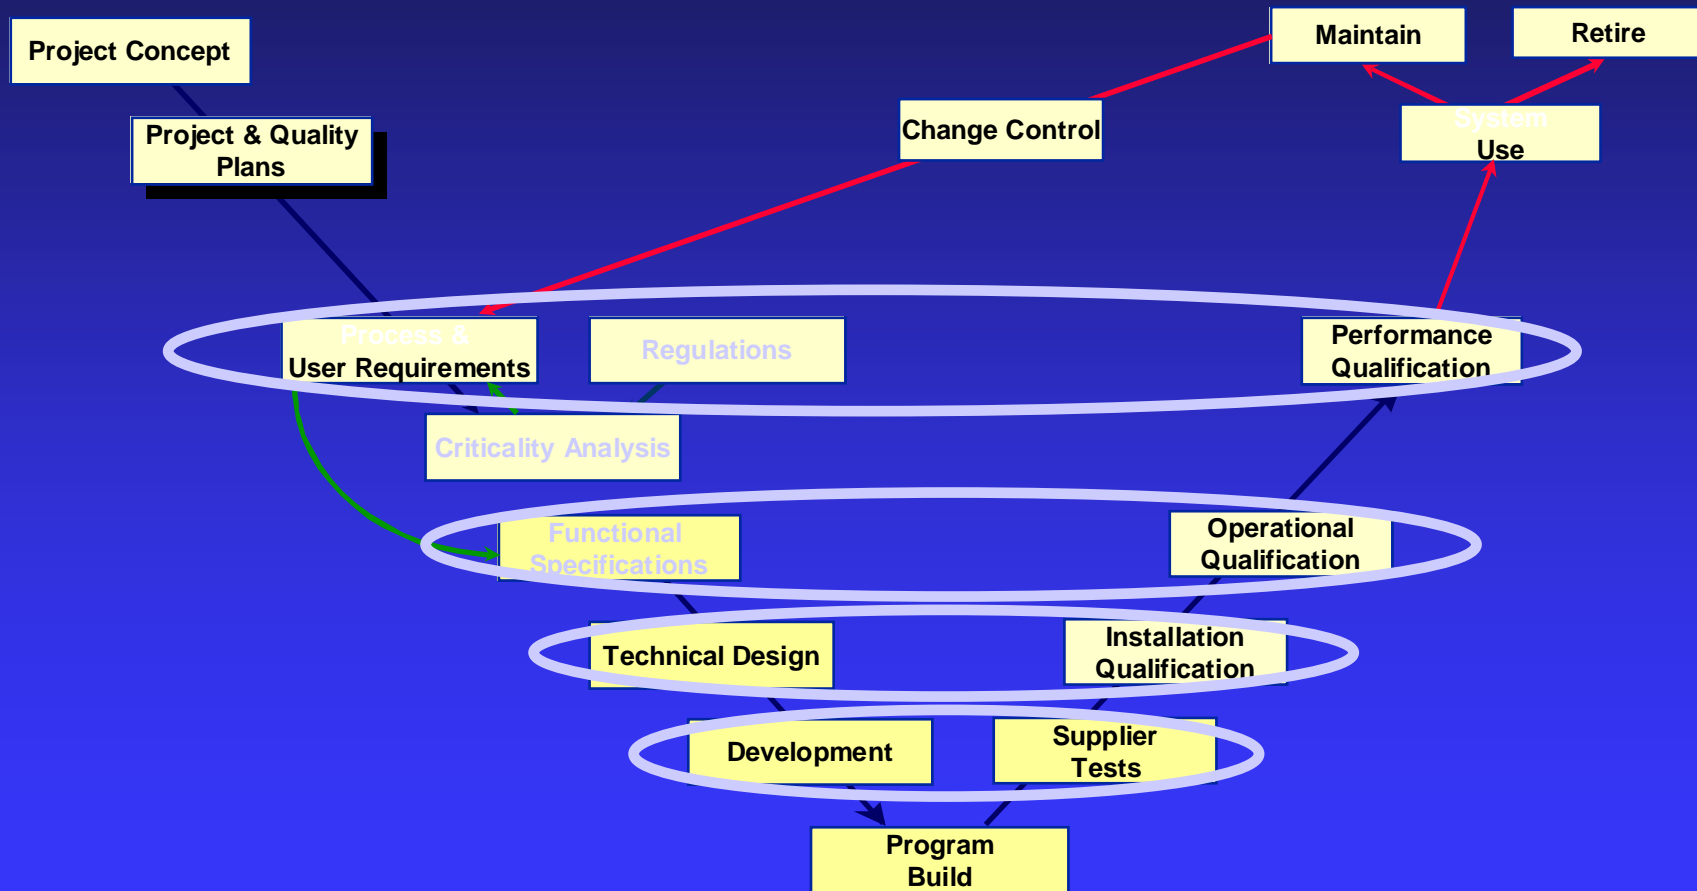 Project Concept
Maintain
Retire
Project & Quality
Plans
Change Control
System
Use
Process &
User Requirements
Regulations
Performance
Qualification
Criticality Analysis
Functional
Specifications
Operational
Qualification
Technical Design
Installation
Qualification
Development
Supplier
Tests
Program
Build